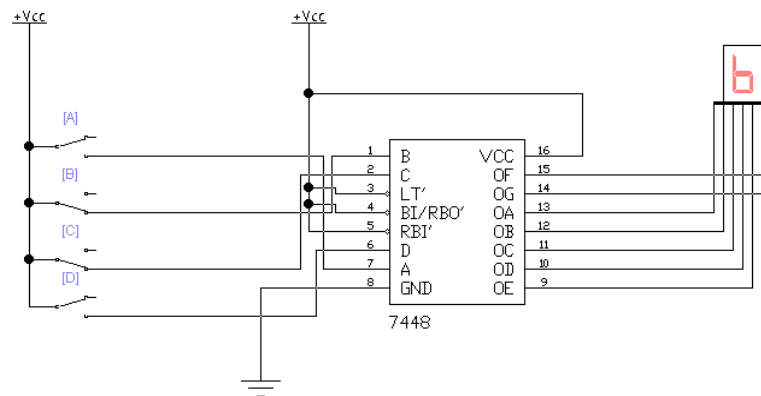 +Vcc +Vcc
[A]
[B]
[C]
[D]
1 B VCC 16
2 C OF 15
3 LT' OG 14
4 BI/RBO' OA 13
5 RBI' OB 12
6 D OC 11
7 A OD 10
8 GND OE 9
7448
6